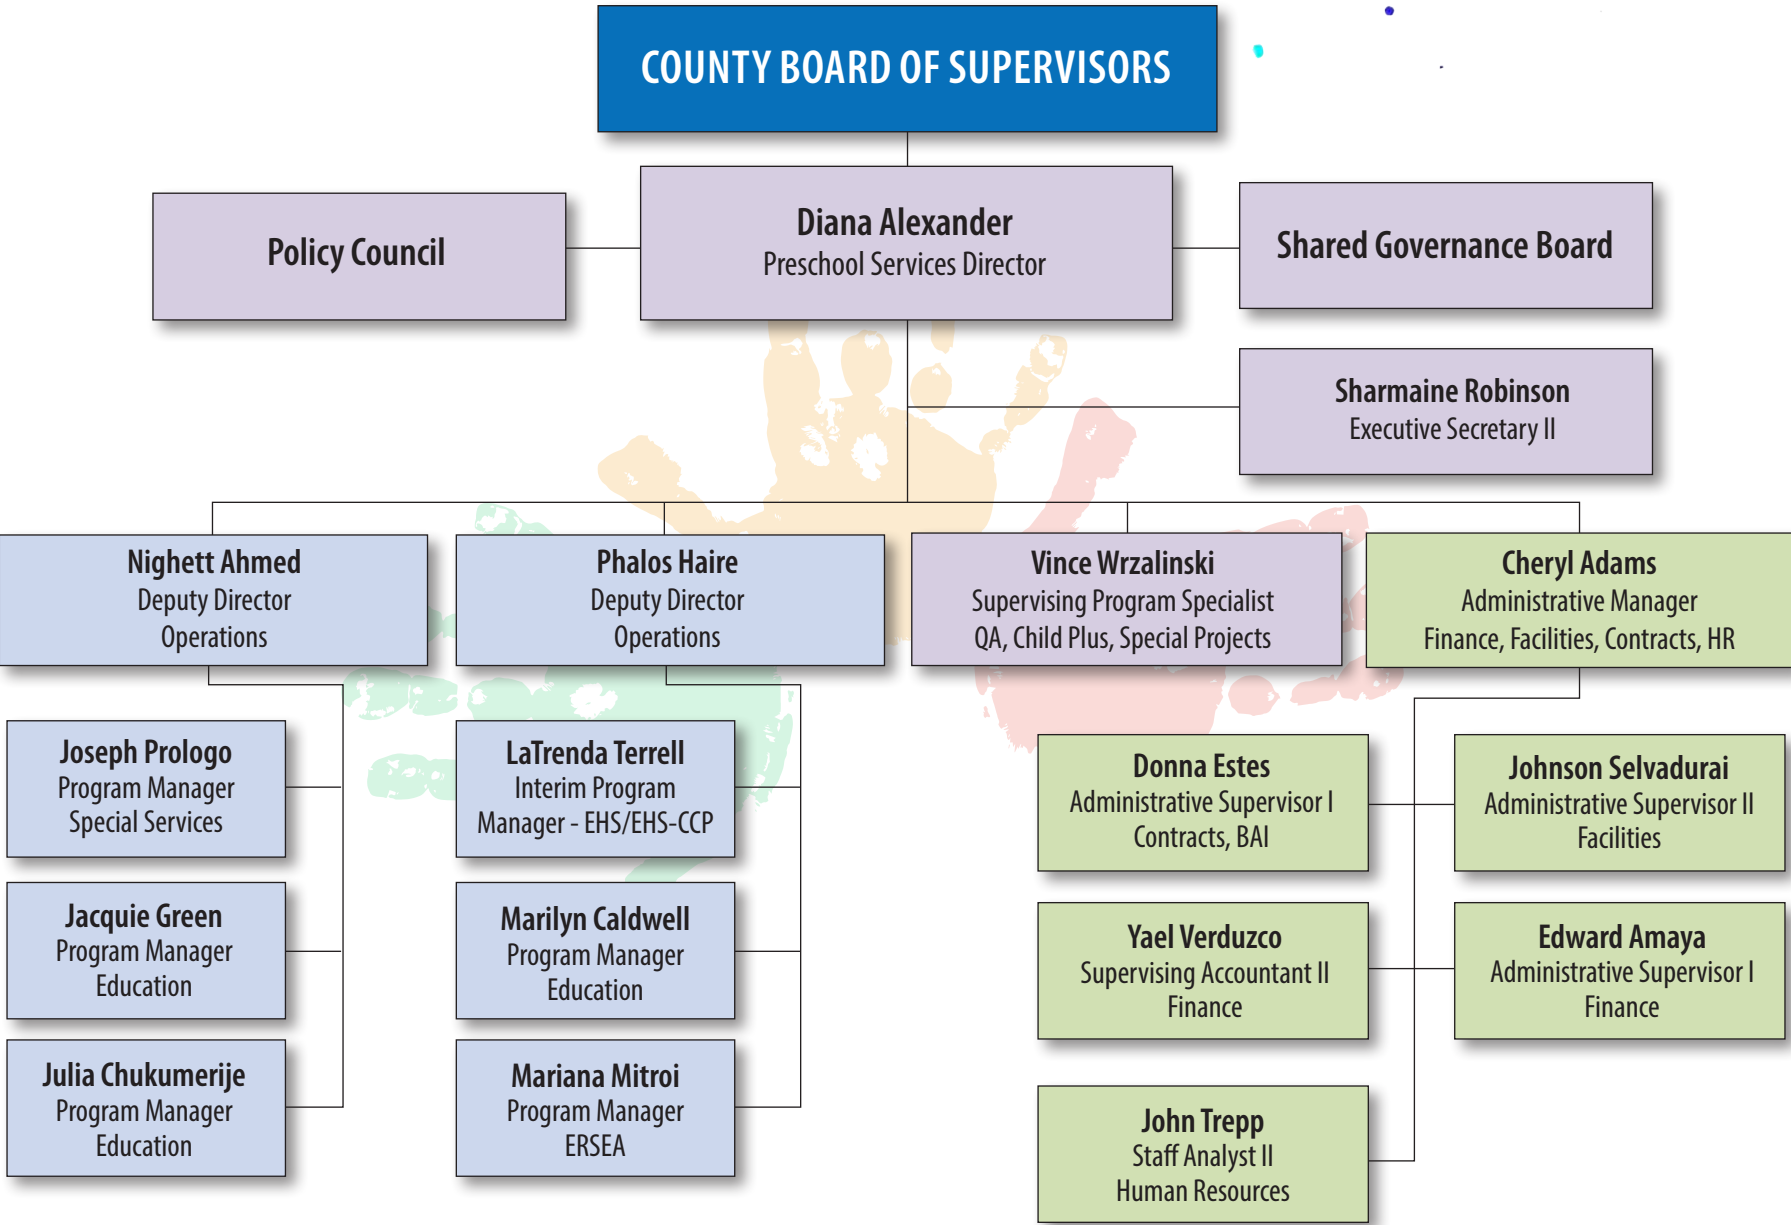 COUNTY BOARD OF SUPERVISORS
Policy Council
Diana Alexander
Preschool Services Director
Shared Governance Board
Sharmaine Robinson
Executive Secretary II
Nighett Ahmed
Deputy Director
Operations
Phalos Haire
Deputy Director
Operations
Vince Wrzalinski
Supervising Program Specialist
QA, Child Plus, Special Projects
Cheryl Adams
Administrative Manager
Finance, Facilities, Contracts, HR
Joseph Prologo
Program Manager
Special Services
Jacquie Green
Program Manager
Education
Julia Chukumerije
Program Manager
Education
LaTrenda Terrell
Interim Program
Manager - EHS/EHS-CCP
Marilyn Caldwell
Program Manager
Education
Mariana Mitroi
Program Manager
ERSEA
Donna Estes
Administrative Supervisor I
Contracts, BAI
Johnson Selvadurai
Administrative Supervisor II
Facilities
Yael Verduzco
Supervising Accountant II
Finance
Edward Amaya
Administrative Supervisor I
Finance
John Trepp
Staff Analyst II
Human Resources